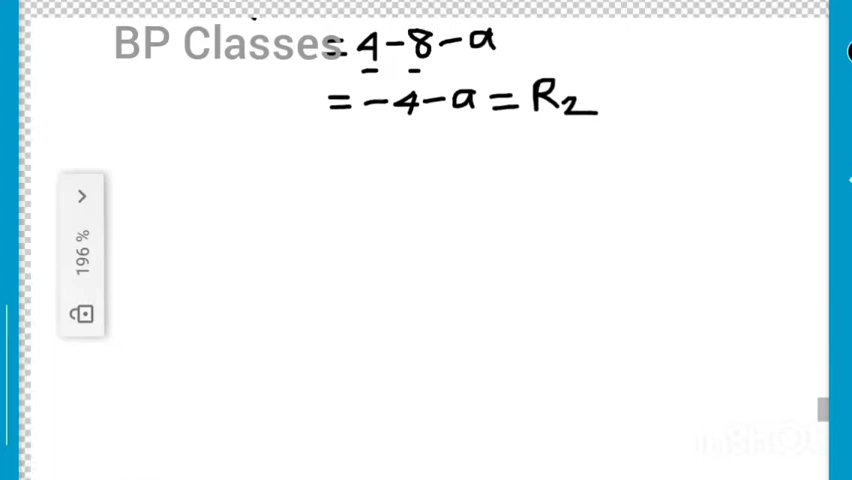 BP Classes
= 4-8-a
= -4-a = R2
196 %